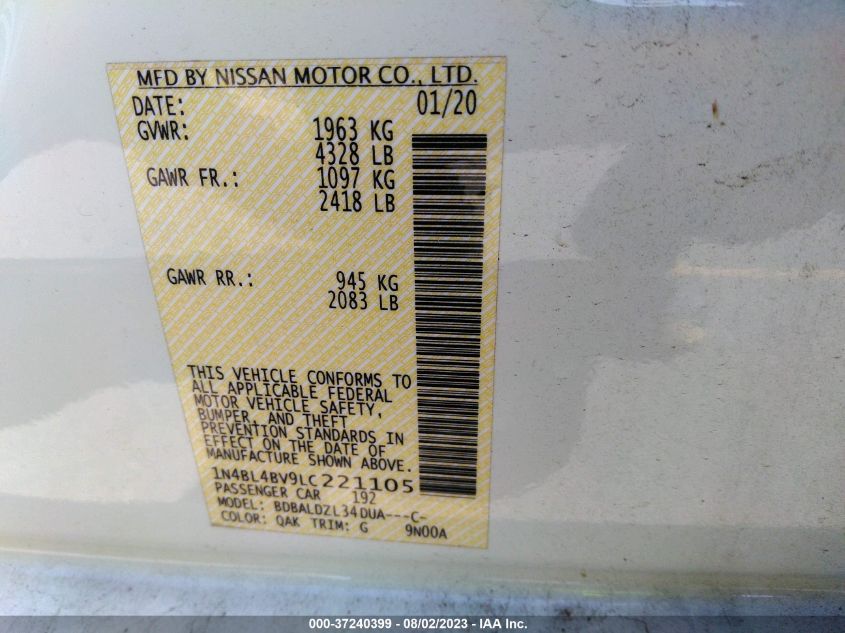 MFD BY NISSAN MOTOR CO., LTD.
DATE: 01/20
GVWR: 1963 KG
4328 LB
GAWR FR.: 1097 KG
2418 LB
GAWR RR.: 945 KG
2083 LB
THIS VEHICLE CONFORMS TO
ALL APPLICABLE FEDERAL
MOTOR VEHICLE SAFETY,
BUMPER, AND THEFT
PREVENTION STANDARDS IN
EFFECT ON THE DATE OF
MANUFACTURE SHOWN ABOVE.
1N4BL4BV9LC221105
PASSENGER CAR 192
MODEL: BDBALDZL34DUA---C-
COLOR: QAK TRIM: G 9N00A
000-37240399 - 08/02/2023 - IAA Inc.